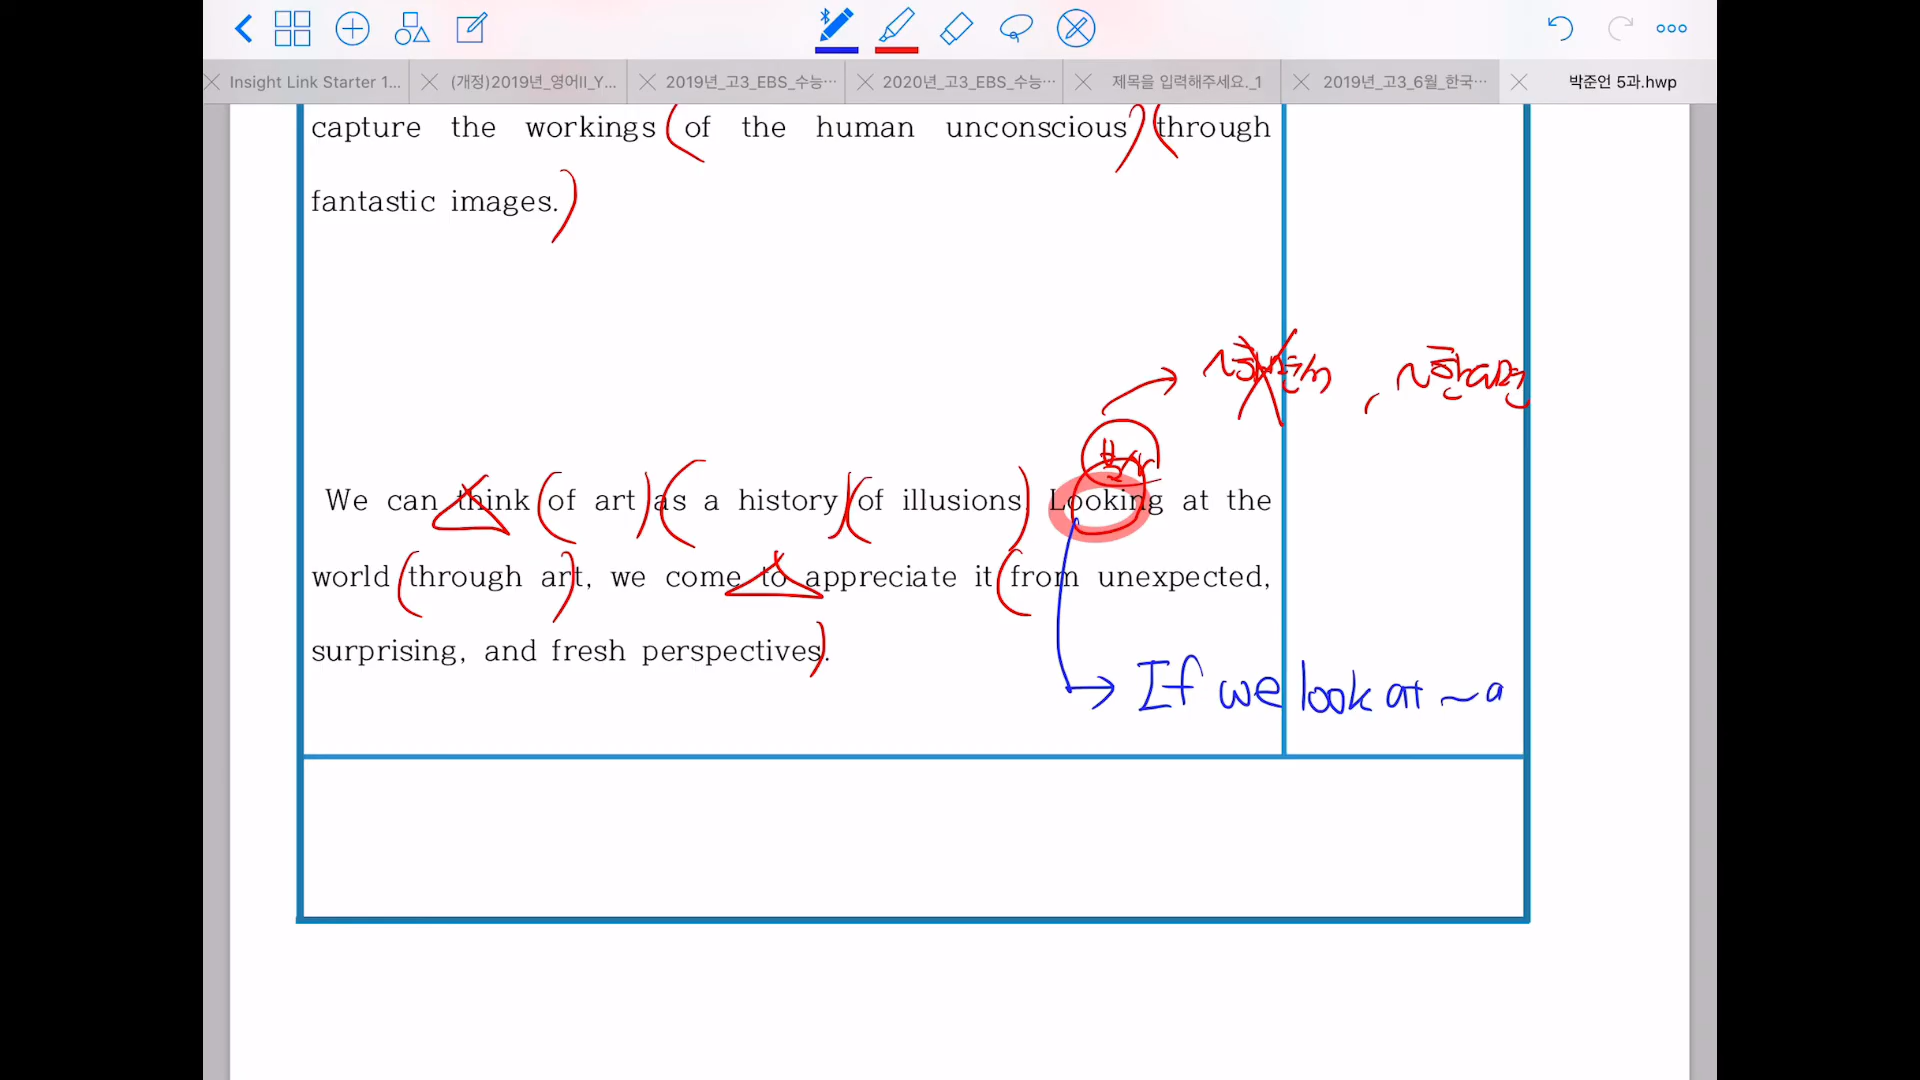 Insight Link Starter 1...
(개정)2019년_영어II_Y...
2019년_고3_EBS_수능...
2020년_고3_EBS_수능...
제목을 입력해주세요._1
2019년_고3_6월_한국...
박준언 5과.hwp
capture the workings of the human unconscious through
fantastic images.
We can think of art as a history of illusions. Looking at the
world through art, we come to appreciate it from unexpected,
surprising, and fresh perspectives.
If we look at ~ a